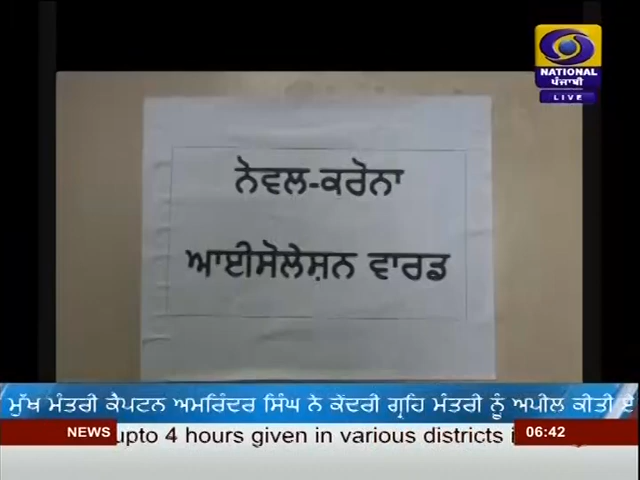 NATIONAL
ਪੰਜਾਬੀ
LIVE
ਨੋਵਲ-ਕਰੋਨਾ
ਆਈਸੋਲੇਸ਼ਨ ਵਾਰਡ
ਮੁੱਖ ਮੰਤਰੀ ਕੈਪਟਨ ਅਮਰਿੰਦਰ ਸਿੰਘ ਨੇ ਕੇਂਦਰੀ ਗ੍ਰਹਿ ਮੰਤਰੀ ਨੂੰ ਅਪੀਲ ਕੀਤੀ ਏ
NEWS upto 4 hours given in various districts i 06:42